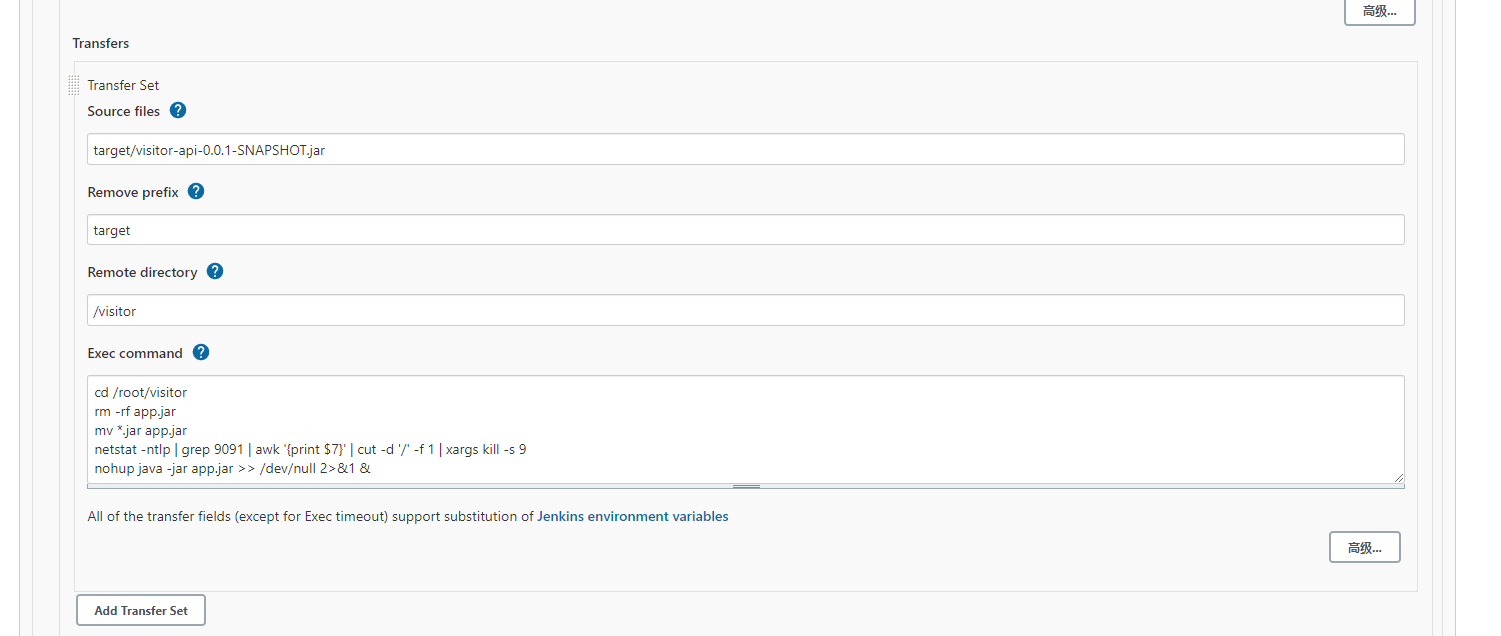 高级...
Transfers
Transfer Set
Source files ?
target/visitor-api-0.0.1-SNAPSHOT.jar
Remove prefix ?
target
Remote directory ?
/visitor
Exec command ?
cd /root/visitor
rm -rf app.jar
mv *.jar app.jar
netstat -ntlp | grep 9091 | awk '{print $7}' | cut -d '/' -f 1 | xargs kill -s 9
nohup java -jar app.jar >> /dev/null 2>&1 &
All of the transfer fields (except for Exec timeout) support substitution of Jenkins environment variables
高级...
Add Transfer Set